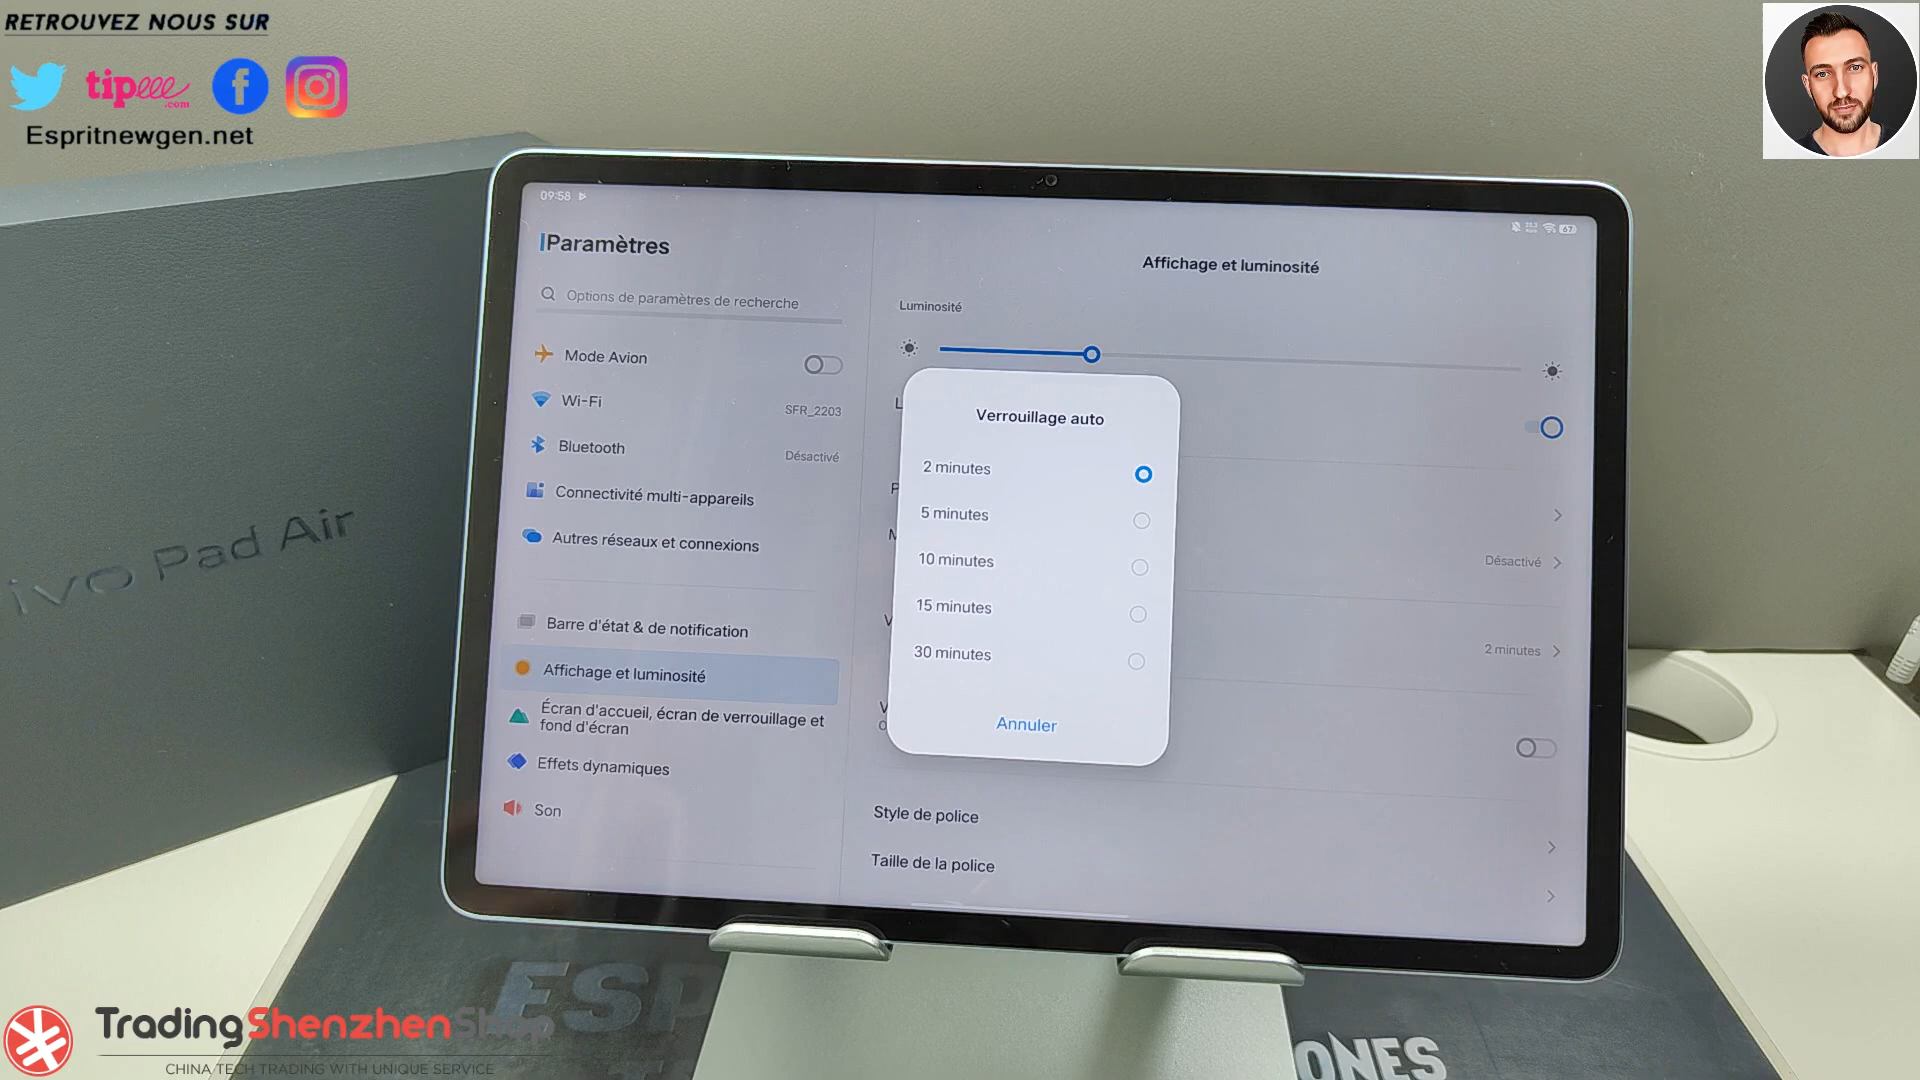 RETROUVEZ NOUS SUR
tipeee.com
Espritnewgen.net
vivo Pad Air
09:58
67
Paramètres
Options de paramètres de recherche
Mode Avion
Wi-Fi
SFR_2203
Bluetooth
Désactivé
Connectivité multi-appareils
Autres réseaux et connexions
Barre d'état & de notification
Affichage et luminosité
Écran d'accueil, écran de verrouillage et
fond d'écran
Effets dynamiques
Son
Affichage et luminosité
Luminosité
L
P
M
Désactivé
V
2 minutes
V
Style de police
Taille de la police
Verrouillage auto
2 minutes
5 minutes
10 minutes
15 minutes
30 minutes
Annuler
ESP
ONES
TradingShenzhenShop
CHINA TECH TRADING WITH UNIQUE SERVICE